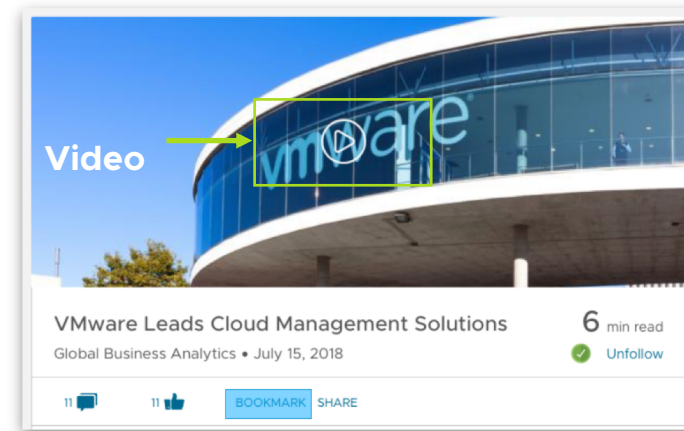 vmware
Video
VMware Leads Cloud Management Solutions
6 min read
Global Business Analytics • July 15, 2018
Unfollow
11
11
BOOKMARK
SHARE